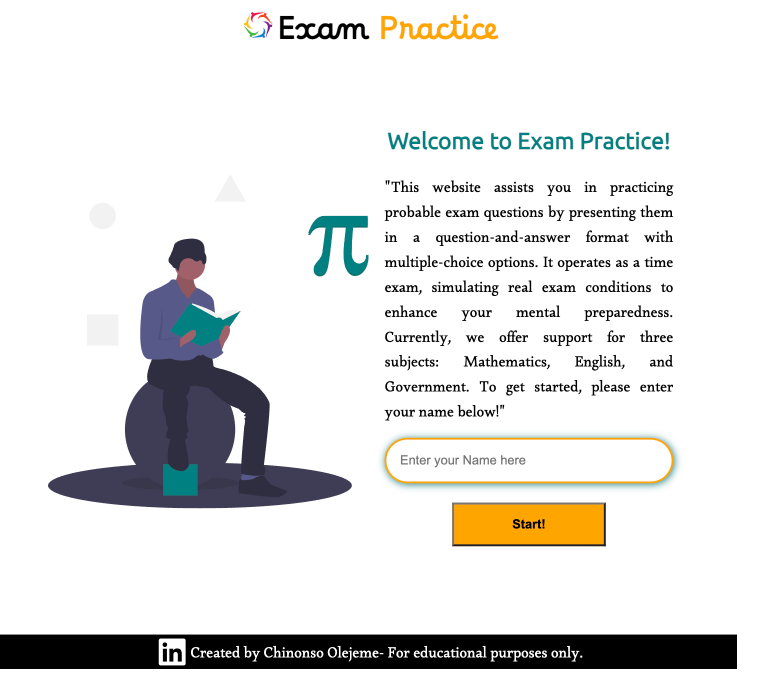 Exam Practice
Welcome to Exam Practice!
"This website assists you in practicing
probable exam questions by presenting them
in a question-and-answer format with
multiple-choice options. It operates as a time
exam, simulating real exam conditions to
enhance your mental preparedness.
Currently, we offer support for three
subjects: Mathematics, English, and
Government. To get started, please enter
your name below!"
π
Enter your Name here
Start!
in Created by Chinonso Olejeme- For educational purposes only.